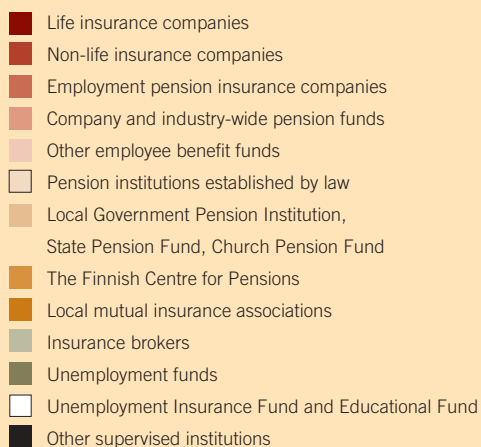 Life insurance companies
Non-life insurance companies
Employment pension insurance companies
Company and industry-wide pension funds
Other employee benefit funds
Pension institutions established by law
Local Government Pension Institution,
State Pension Fund, Church Pension Fund
The Finnish Centre for Pensions
Local mutual insurance associations
Insurance brokers
Unemployment funds
Unemployment Insurance Fund and Educational Fund
Other supervised institutions